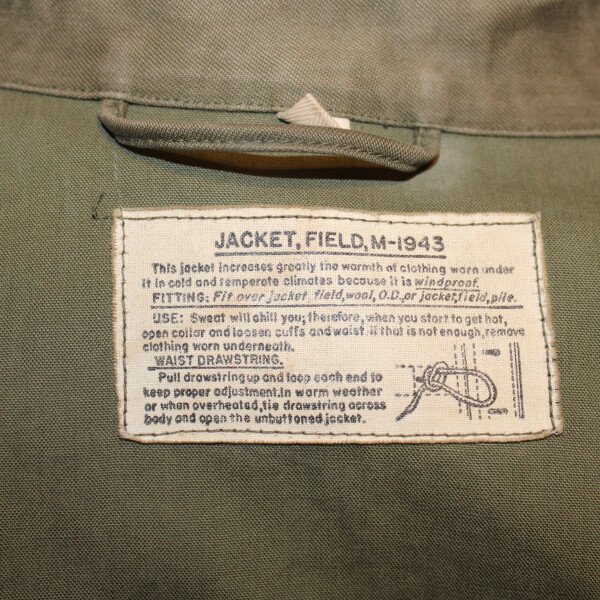 JACKET, FIELD, M-1943
This jacket increases greatly the warmth of clothing worn under
it in cold and temperate climates because it is windproof.
FITTING: Fit over jacket, field, wool, O.D., or jacket, field, pile.
USE: Sweat will chill you; therefore, when you start to get hot,
open collar and loosen cuffs and waist. If that is not enough, remove
clothing worn underneath.
WAIST DRAWSTRING.
Pull drawstring up and loop each end to
keep proper adjustment. In warm weather
or when overheated, tie drawstring across
body and open the unbuttoned jacket.